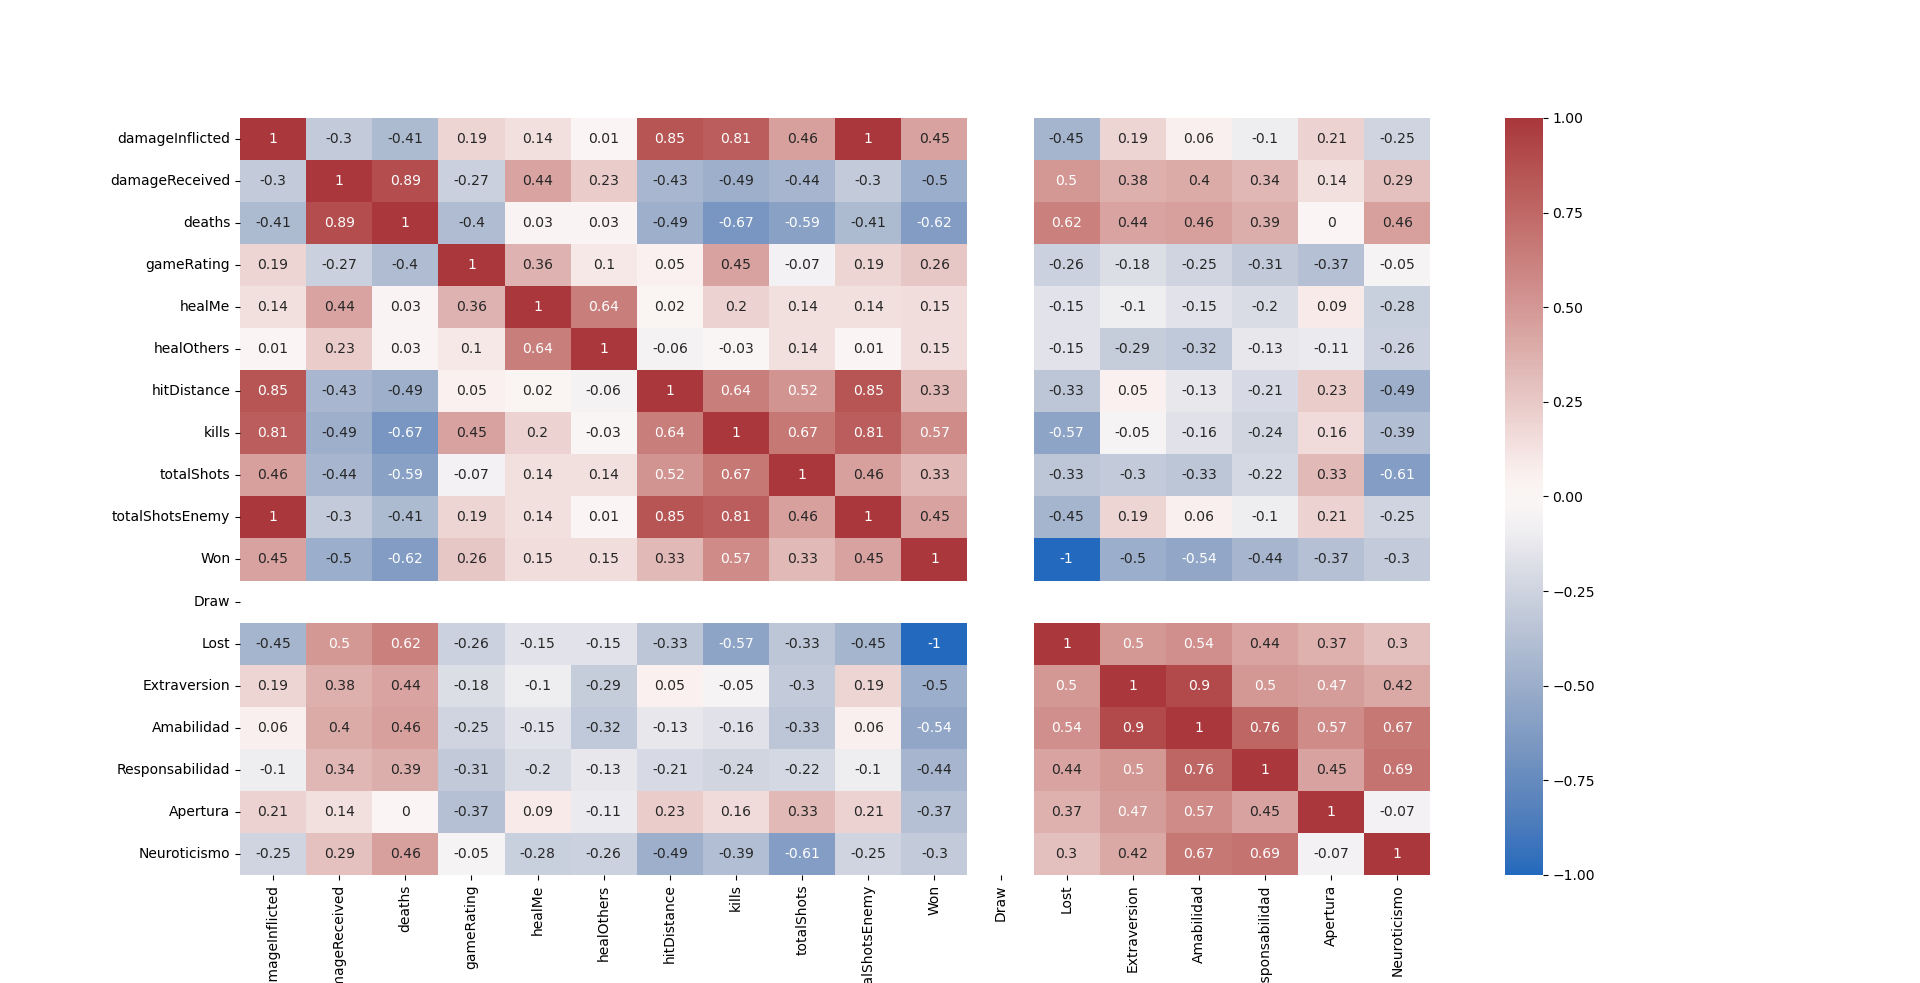 damageInflicted 1 -0.3 -0.41 0.19 0.14 0.01 0.85 0.81 0.46 1 0.45 -0.45 0.19 0.06 -0.1 0.21 -0.25
damageReceived -0.3 1 0.89 -0.27 0.44 0.23 -0.43 -0.49 -0.44 -0.3 -0.5 0.5 0.38 0.4 0.34 0.14 0.29
deaths -0.41 0.89 1 -0.4 0.03 0.03 -0.49 -0.67 -0.59 -0.41 -0.62 0.62 0.44 0.46 0.39 0 0.46
gameRating 0.19 -0.27 -0.4 1 0.36 0.1 0.05 0.45 -0.07 0.19 0.26 -0.26 -0.18 -0.25 -0.31 -0.37 -0.05
healMe 0.14 0.44 0.03 0.36 1 0.64 0.02 0.2 0.14 0.14 0.15 -0.15 -0.1 -0.15 -0.2 0.09 -0.28
healOthers 0.01 0.23 0.03 0.1 0.64 1 -0.06 -0.03 0.14 0.01 0.15 -0.15 -0.29 -0.32 -0.13 -0.11 -0.26
hitDistance 0.85 -0.43 -0.49 0.05 0.02 -0.06 1 0.64 0.52 0.85 0.33 -0.33 0.05 -0.13 -0.21 0.23 -0.49
kills 0.81 -0.49 -0.67 0.45 0.2 -0.03 0.64 1 0.67 0.81 0.57 -0.57 -0.05 -0.16 -0.24 0.16 -0.39
totalShots 0.46 -0.44 -0.59 -0.07 0.14 0.14 0.52 0.67 1 0.46 0.33 -0.33 -0.3 -0.33 -0.22 0.33 -0.61
totalShotsEnemy 1 -0.3 -0.41 0.19 0.14 0.01 0.85 0.81 0.46 1 0.45 -0.45 0.19 0.06 -0.1 0.21 -0.25
Won 0.45 -0.5 -0.62 0.26 0.15 0.15 0.33 0.57 0.33 0.45 1 -1 -0.5 -0.54 -0.44 -0.37 -0.3
Draw
Lost -0.45 0.5 0.62 -0.26 -0.15 -0.15 -0.33 -0.57 -0.33 -0.45 -1 1 0.5 0.54 0.44 0.37 0.3
Extraversion 0.19 0.38 0.44 -0.18 -0.1 -0.29 0.05 -0.05 -0.3 0.19 -0.5 0.5 1 0.9 0.5 0.47 0.42
Amabilidad 0.06 0.4 0.46 -0.25 -0.15 -0.32 -0.13 -0.16 -0.33 0.06 -0.54 0.54 0.9 1 0.76 0.57 0.67
Responsabilidad -0.1 0.34 0.39 -0.31 -0.2 -0.13 -0.21 -0.24 -0.22 -0.1 -0.44 0.44 0.5 0.76 1 0.45 0.69
Apertura 0.21 0.14 0 -0.37 0.09 -0.11 0.23 0.16 0.33 0.21 -0.37 0.37 0.47 0.57 0.45 1 -0.07
Neuroticismo -0.25 0.29 0.46 -0.05 -0.28 -0.26 -0.49 -0.39 -0.61 -0.25 -0.3 0.3 0.42 0.67 0.69 -0.07 1
mageInflicted
mageReceived
deaths
gameRating
healMe
healOthers
hitDistance
kills
totalShots
alShotsEnemy
Won
Draw
Lost
Extraversion
Amabilidad
sponsabilidad
Apertura
Neuroticismo
1.00
0.75
0.50
0.25
0.00
−0.25
−0.50
−0.75
−1.00